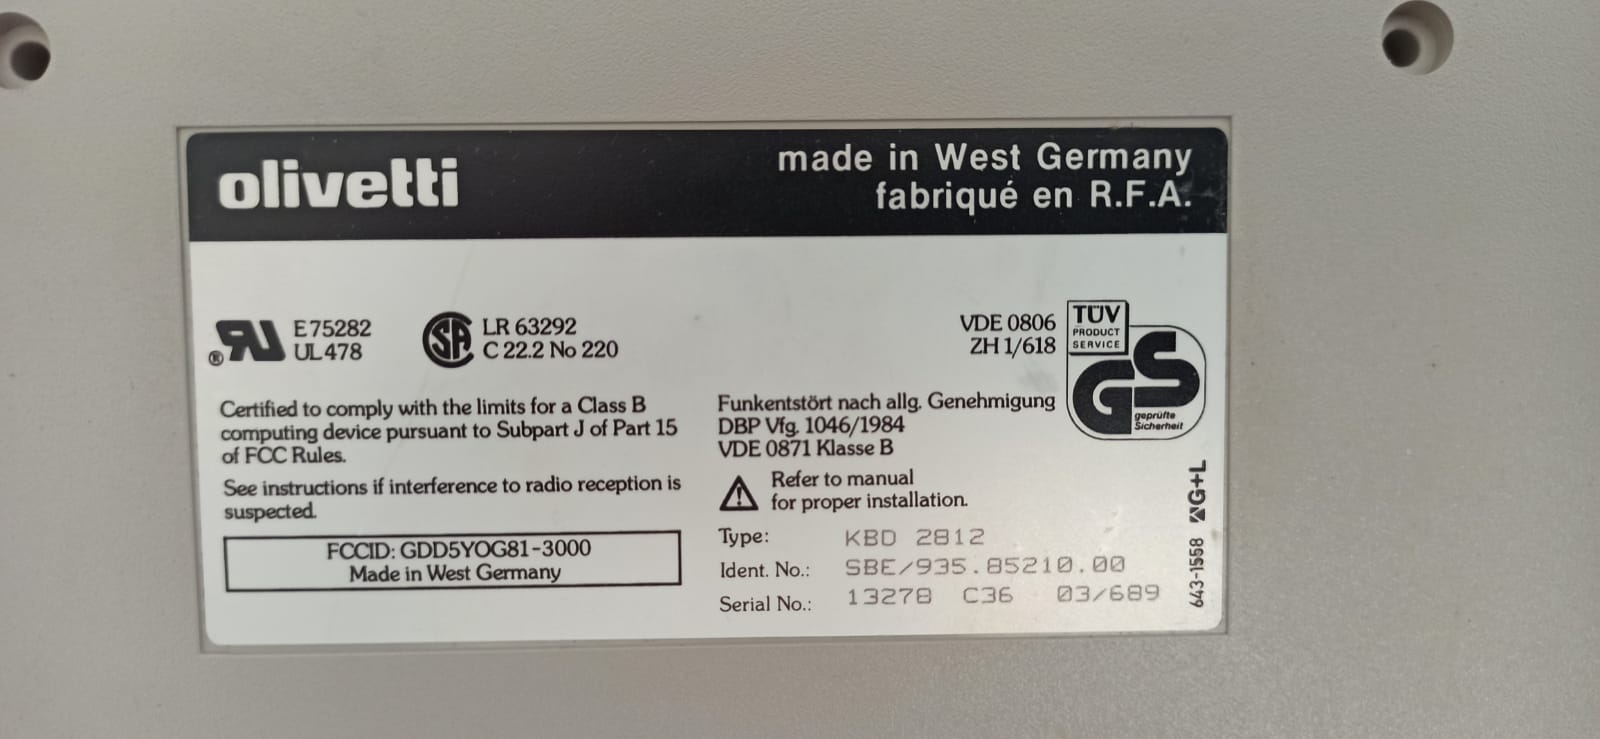 olivetti
made in West Germany
fabriqué en R.F.A.
E 75282
UL 478
LR 63292
C 22.2 No 220
VDE 0806
ZH 1/618
TÜV
PRODUCT
SERVICE
GS
geprüfte
Sicherheit
Certified to comply with the limits for a Class B
computing device pursuant to Subpart J of Part 15
of FCC Rules.
See instructions if interference to radio reception is
suspected.
FCCID: GDD5YOG81-3000
Made in West Germany
Funkentstört nach allg. Genehmigung
DBP Vfg. 1046/1984
VDE 0871 Klasse B
Refer to manual
for proper installation.
Type: KBD 2812
Ident. No.: SBE/935.85210.00
Serial No.: 13278 C36 03/689
643-1558 G+L